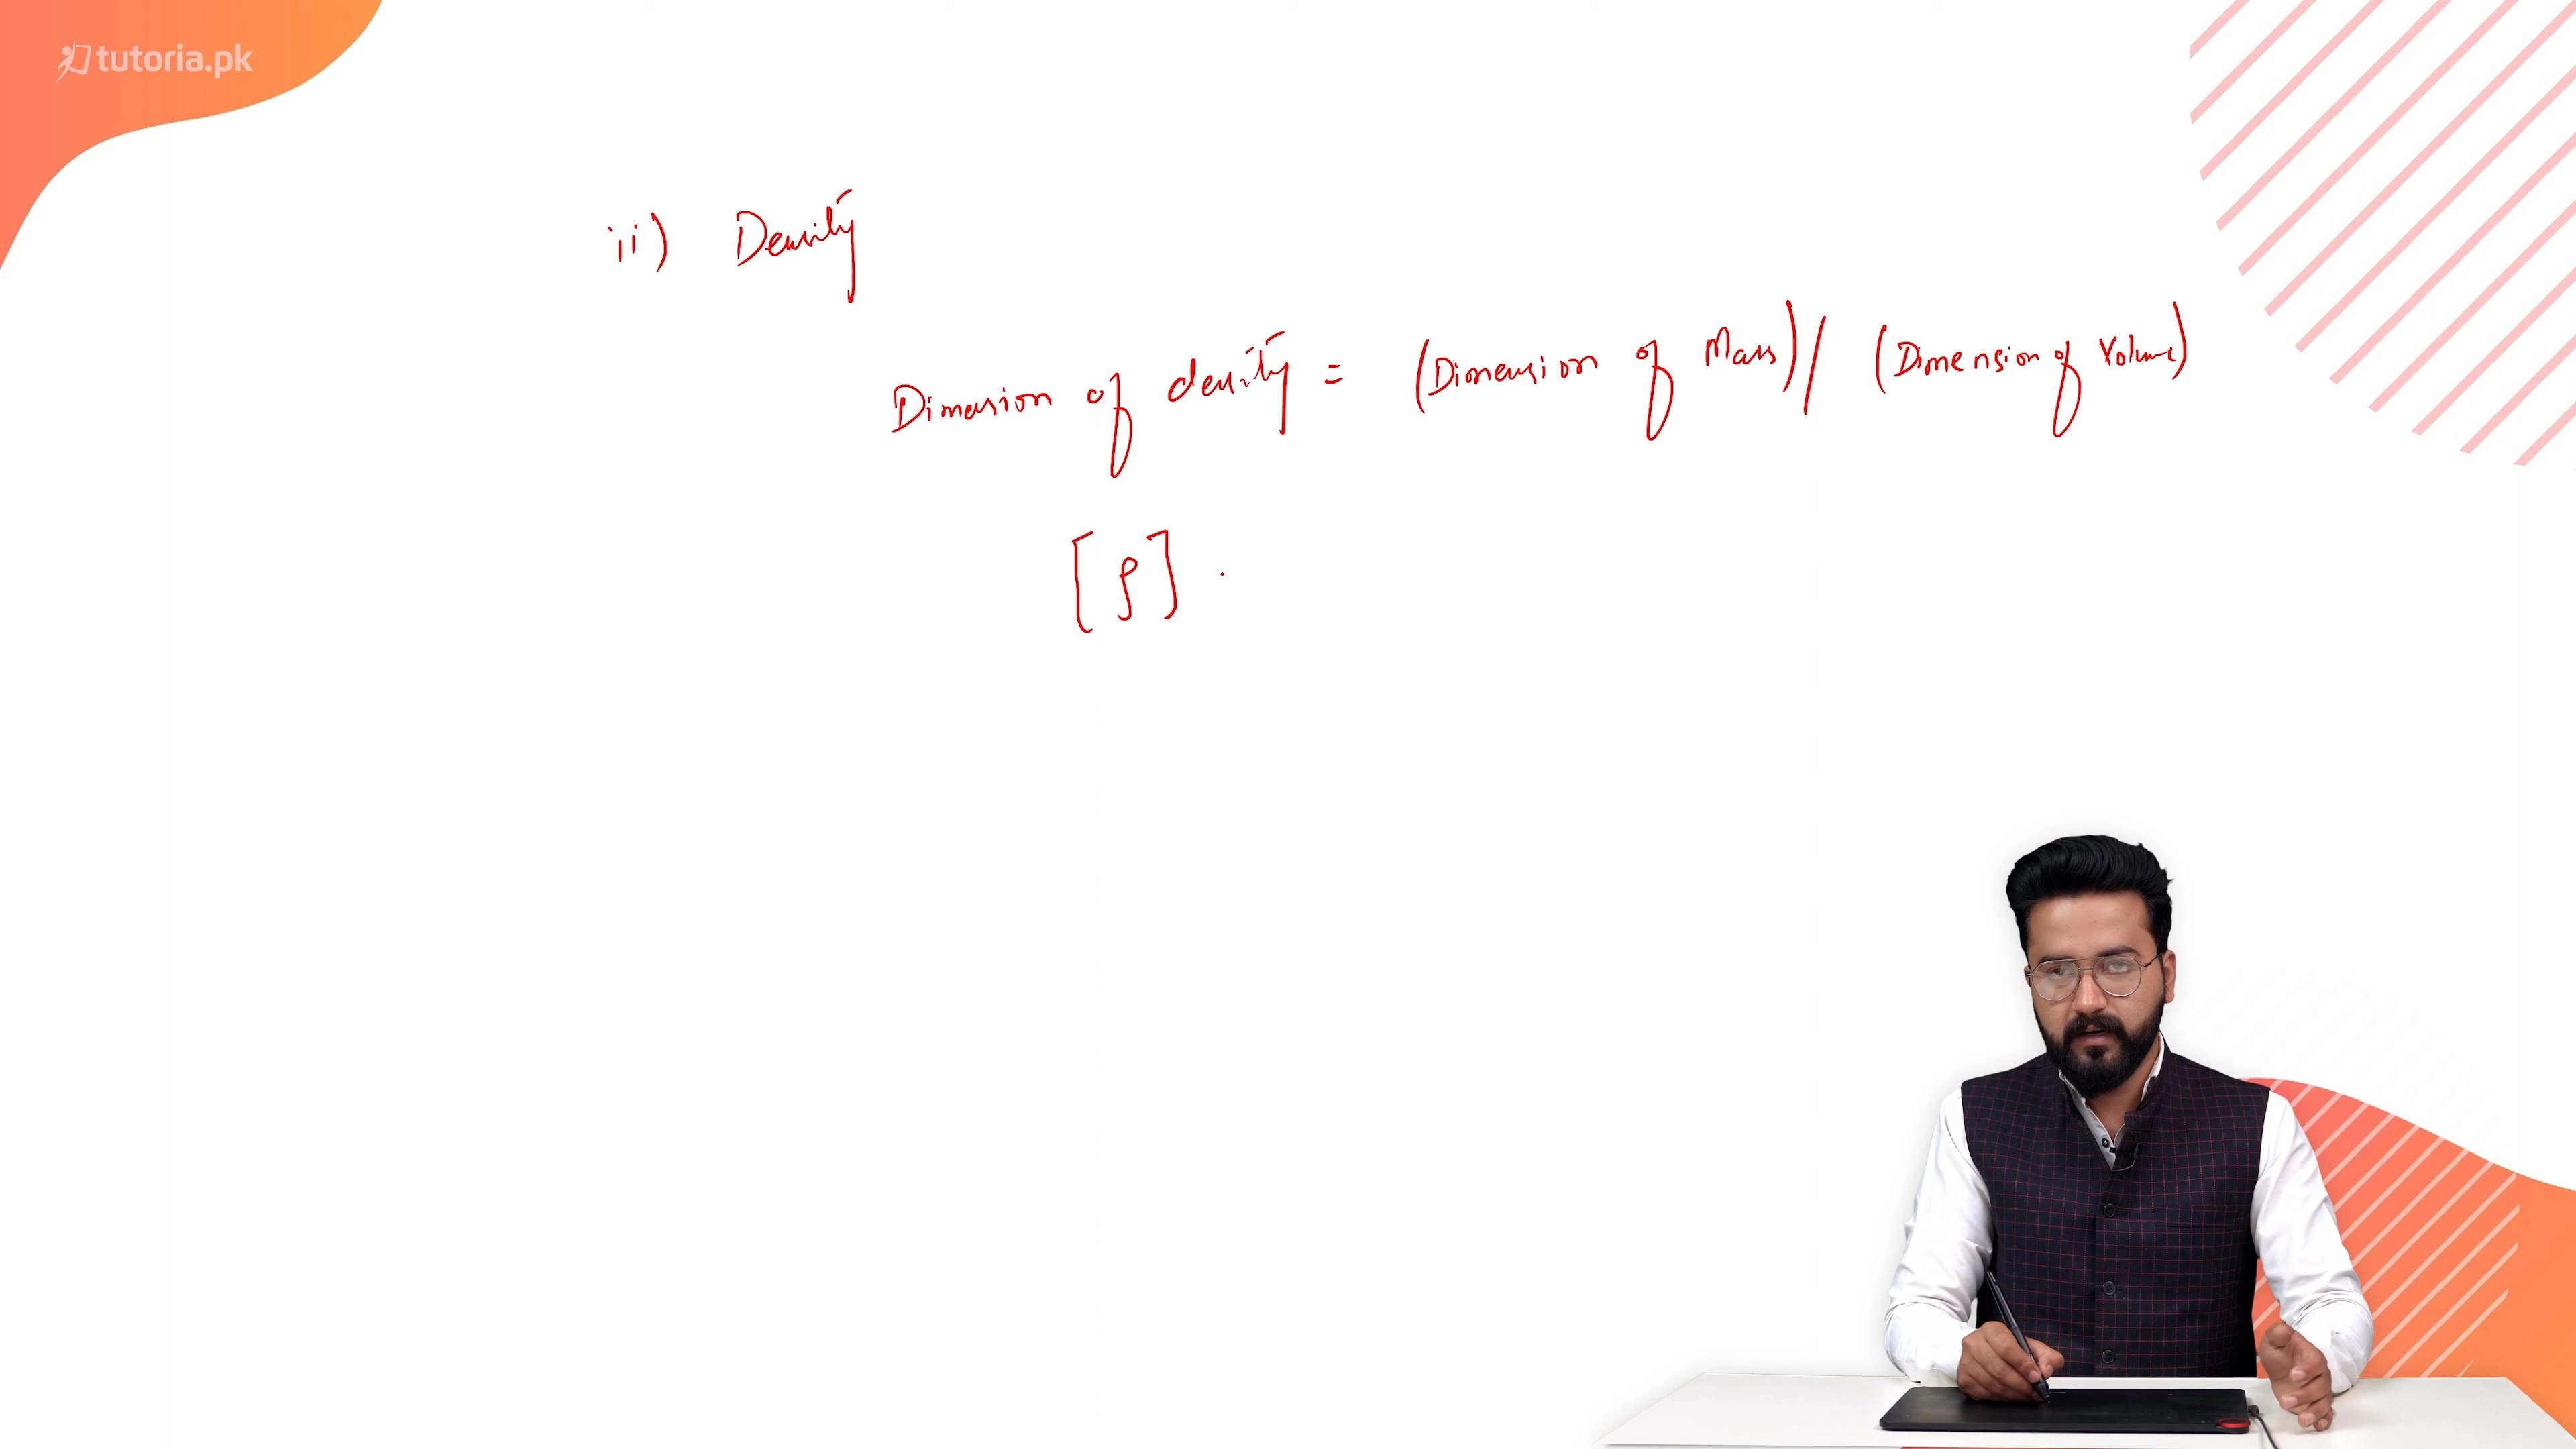 tutoria.pk
ii) Density
Dimension of density = (Dimension of Mass) / (Dimension of Volume)
[ρ] .